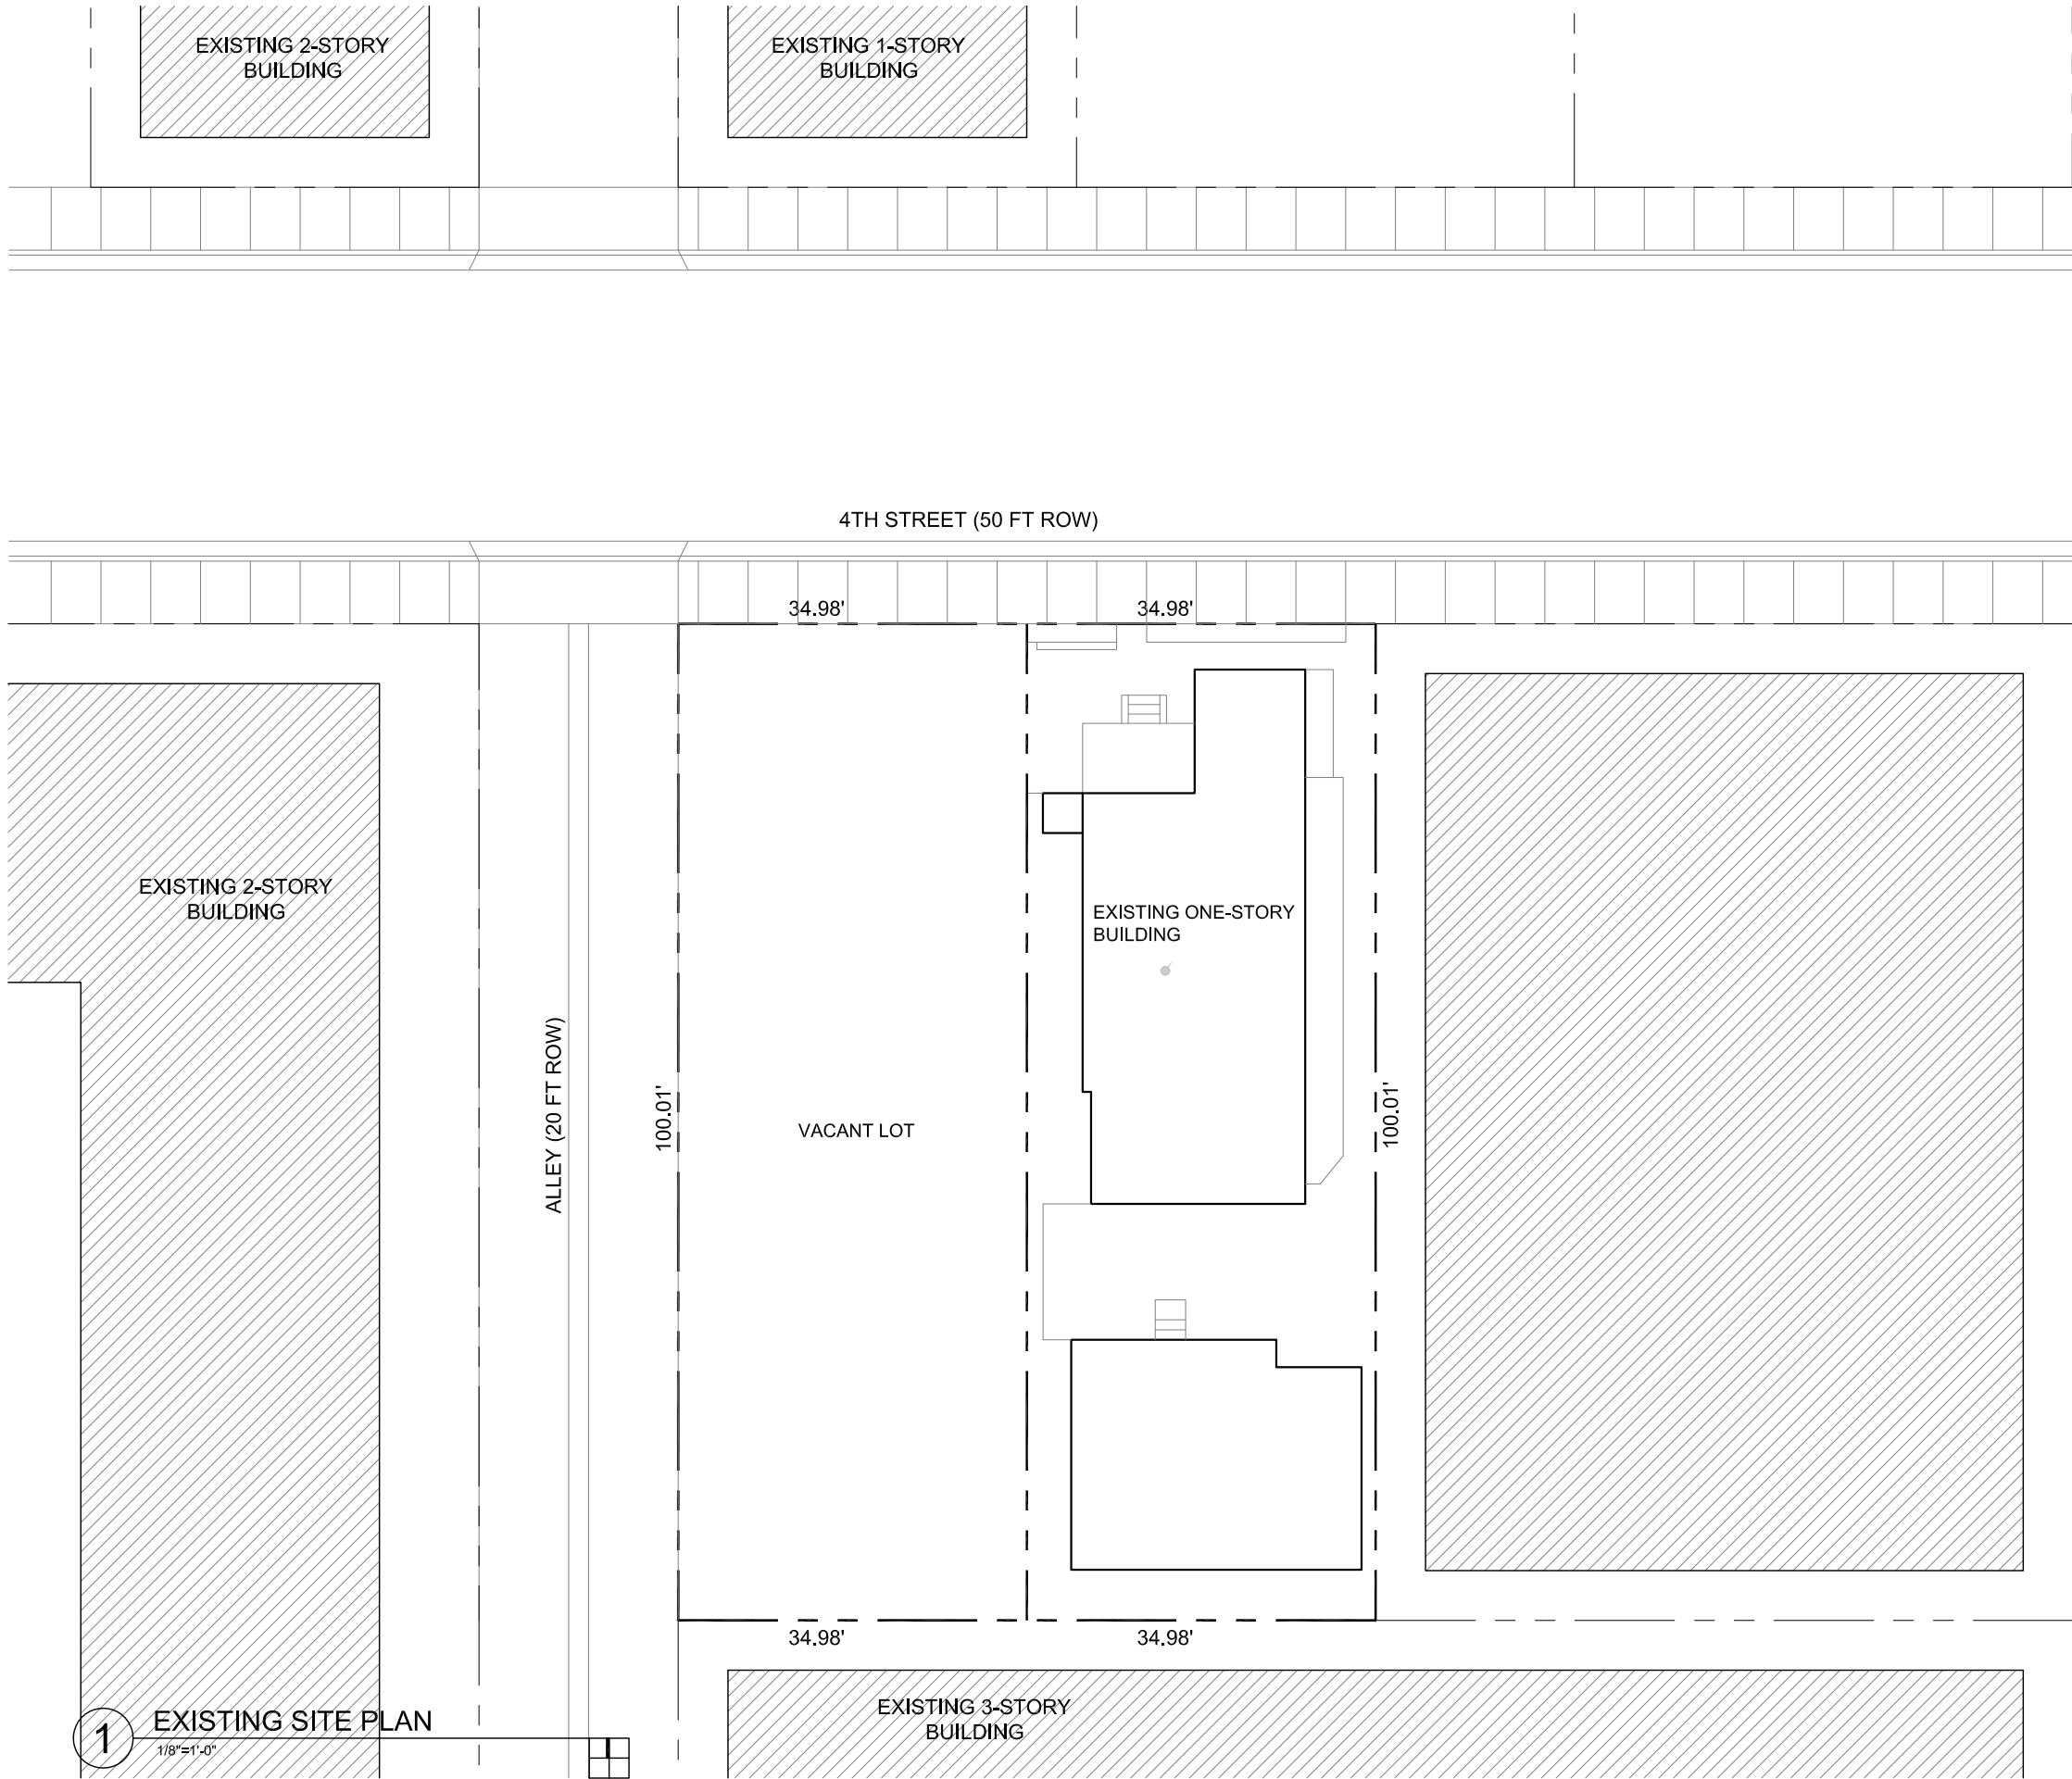 EXISTING 2-STORY
BUILDING
EXISTING 1-STORY
BUILDING
4TH STREET (50 FT ROW)
34.98'
34.98'
EXISTING 2-STORY
BUILDING
EXISTING ONE-STORY
BUILDING
ALLEY (20 FT ROW)
100.01'
VACANT LOT
100.01'
34.98'
34.98'
EXISTING 3-STORY
BUILDING
1
EXISTING SITE PLAN
1/8"=1'-0"